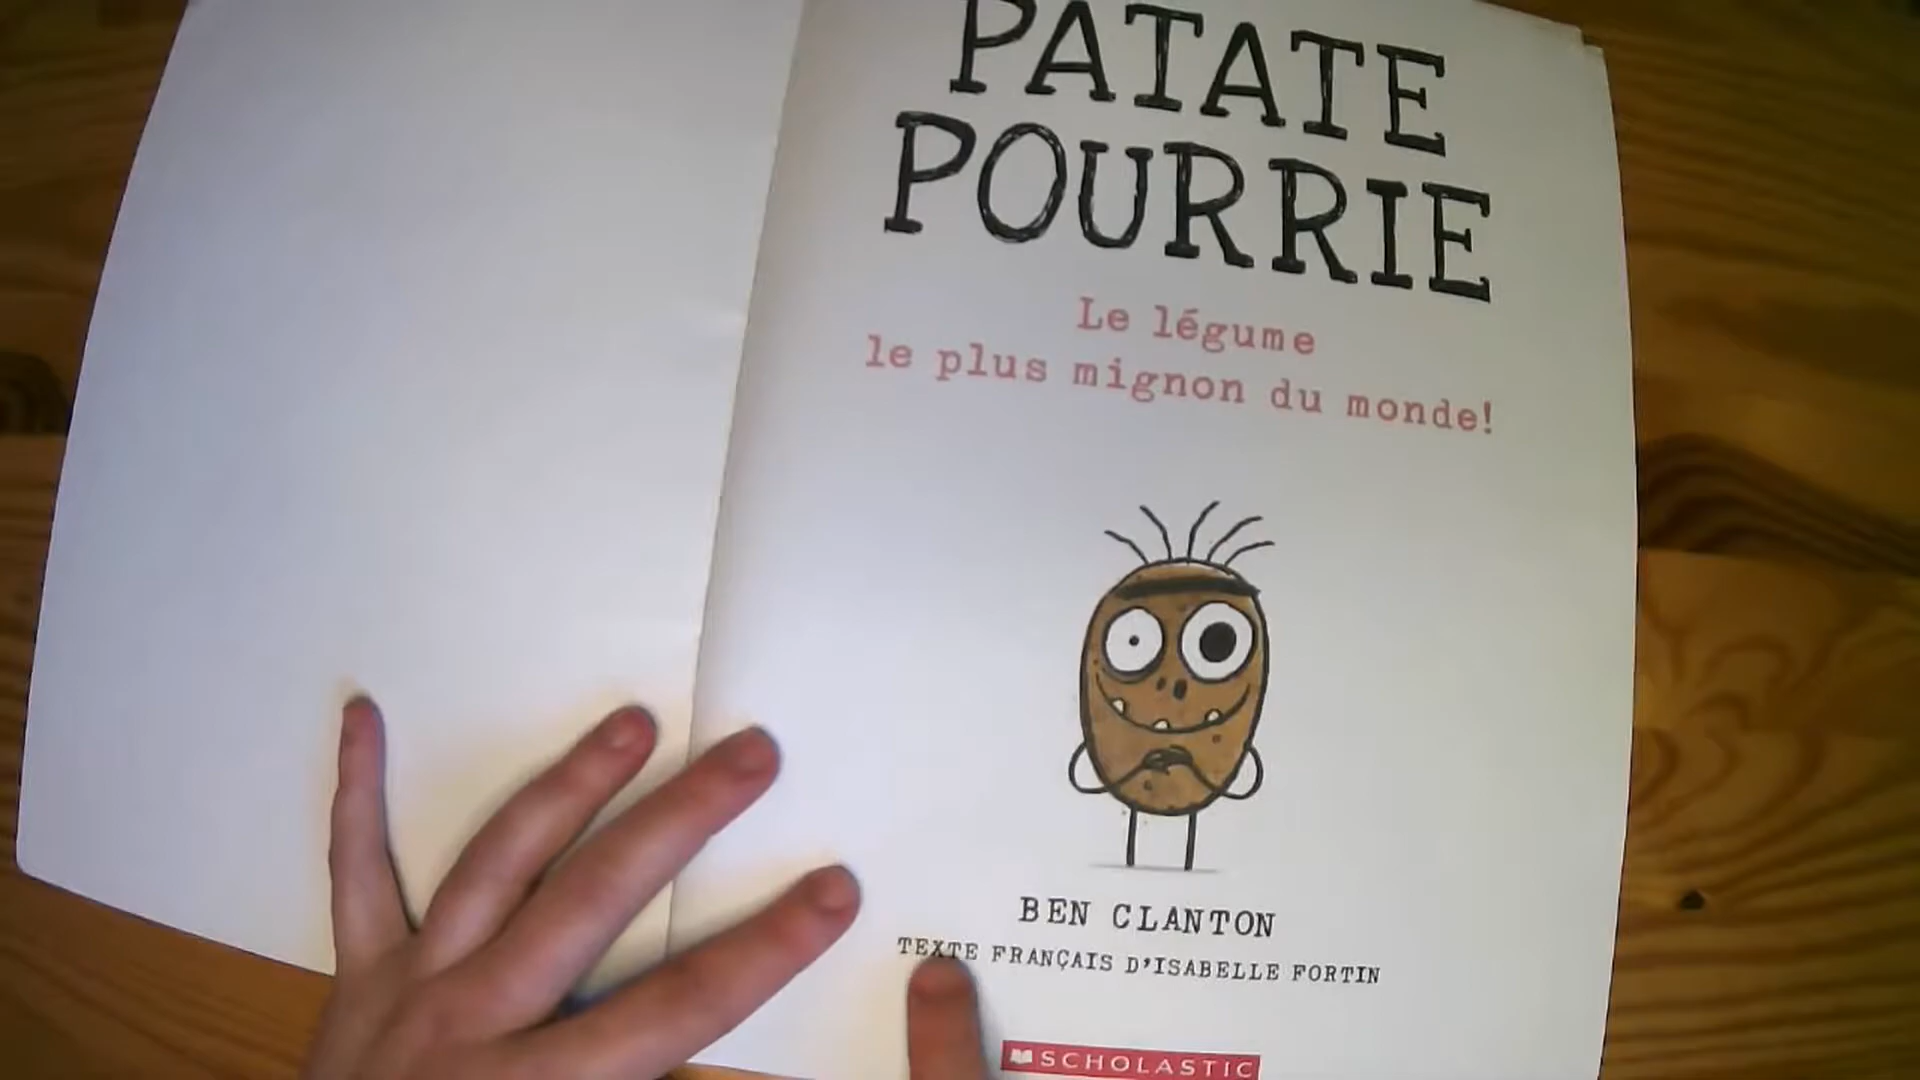 PATATE
POURRIE
Le légume
le plus mignon du monde!
BEN CLANTON
TEXTE FRANÇAIS D'ISABELLE FORTIN
SCHOLASTIC